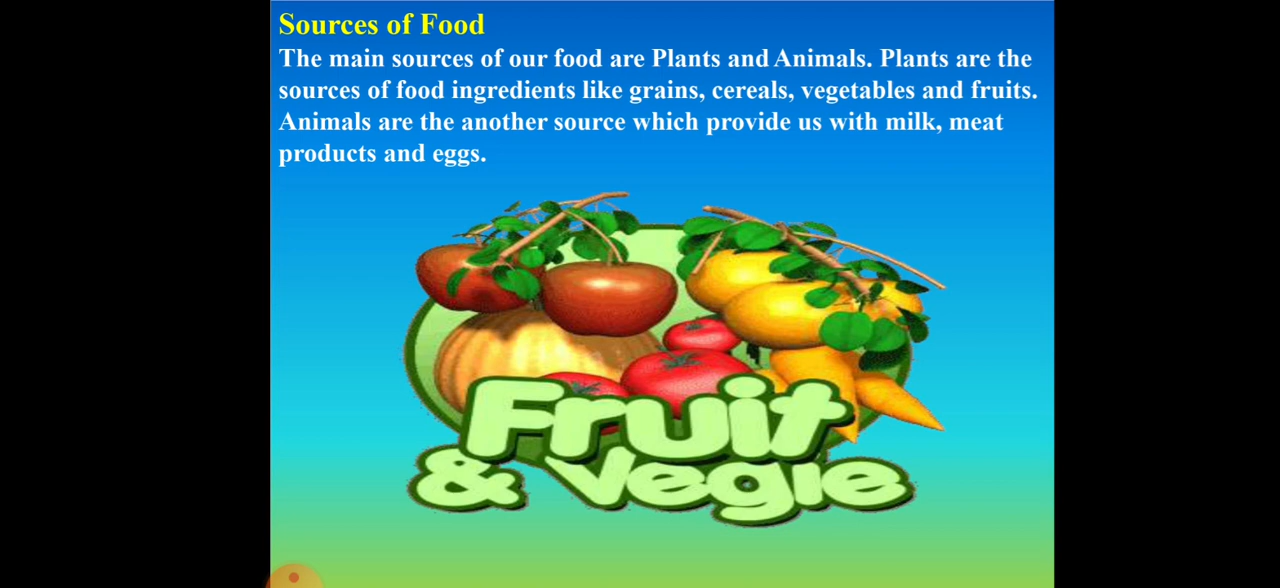 Sources of Food
The main sources of our food are Plants and Animals. Plants are the
sources of food ingredients like grains, cereals, vegetables and fruits.
Animals are the another source which provide us with milk, meat
products and eggs.
Fruit
& Vegie